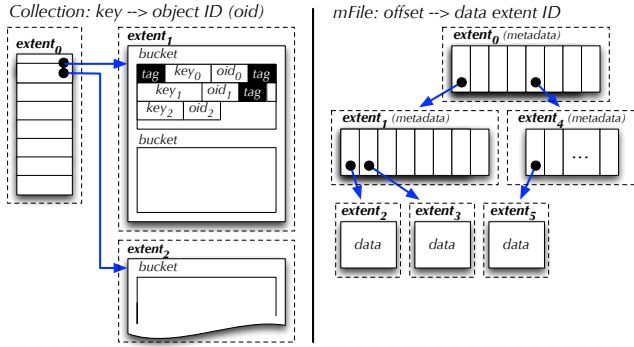 Collection: key --> object ID (oid)
extent0
extent1
bucket
tag key0 oid0 tag
key1 oid1 tag
key2 oid2
bucket
extent2
bucket
mFile: offset --> data extent ID
extent0 (metadata)
extent1 (metadata)
extent4 (metadata)
...
extent2 extent3 extent5
data data data